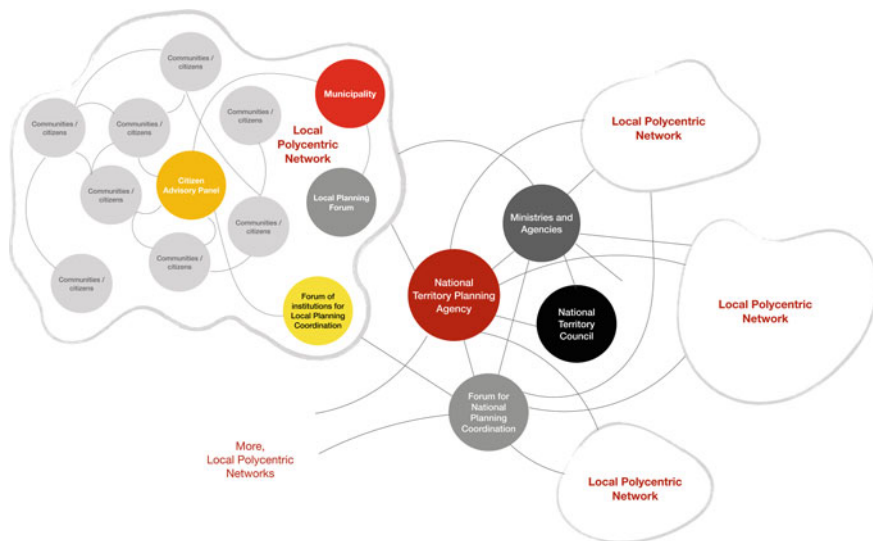 Communities /
citizens
Communities /
citizens
Communities /
citizens
Communities /
citizens
Communities /
citizens
Communities /
citizens
Communities /
citizens
Communities /
citizens
Citizen
Advisory Panel
Municipality
Local
Polycentric
Network
Local Planning
Forum
Forum of
institutions for
Local Planning
Coordination
Ministries and
Agencies
National
Territory Planning
Agency
National
Territory
Council
Forum for
National
Planning
Coordination
Local Polycentric
Network
Local Polycentric
Network
Local Polycentric
Network
More,
Local Polycentric
Networks